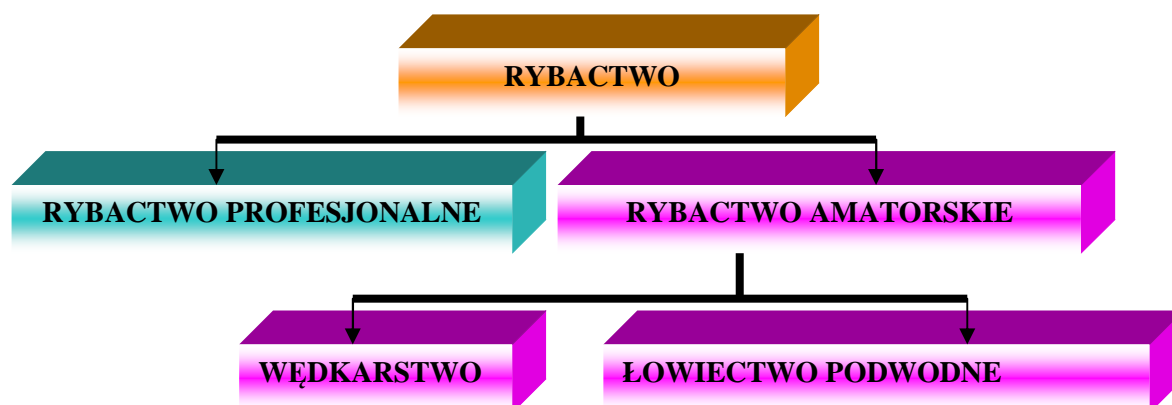 RYBACTWO
RYBACTWO PROFESJONALNE
RYBACTWO AMATORSKIE
WĘDKARSTWO
ŁOWIECTWO PODWODNE